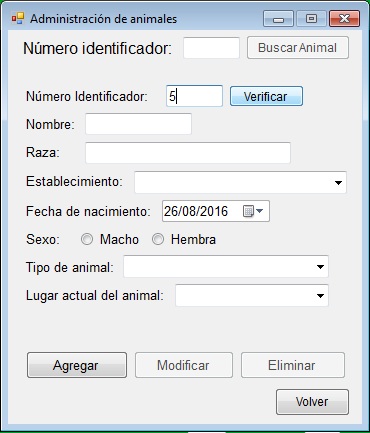 Administración de animales
Número identificador: Buscar Animal
Número Identificador: 5 Verificar
Nombre:
Raza:
Establecimiento:
Fecha de nacimiento: 26/08/2016
Sexo: Macho Hembra
Tipo de animal:
Lugar actual del animal:
Agregar Modificar Eliminar
Volver